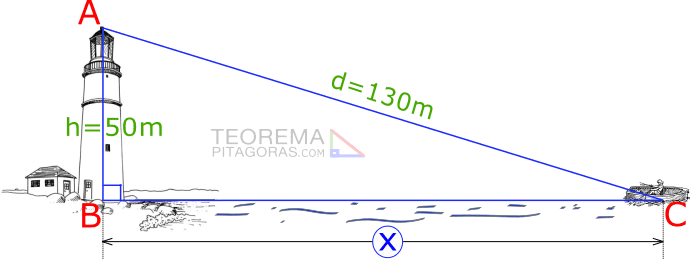 A
d=130m
h=50m
TEOREMA
PITAGORAS.COM
B
C
x